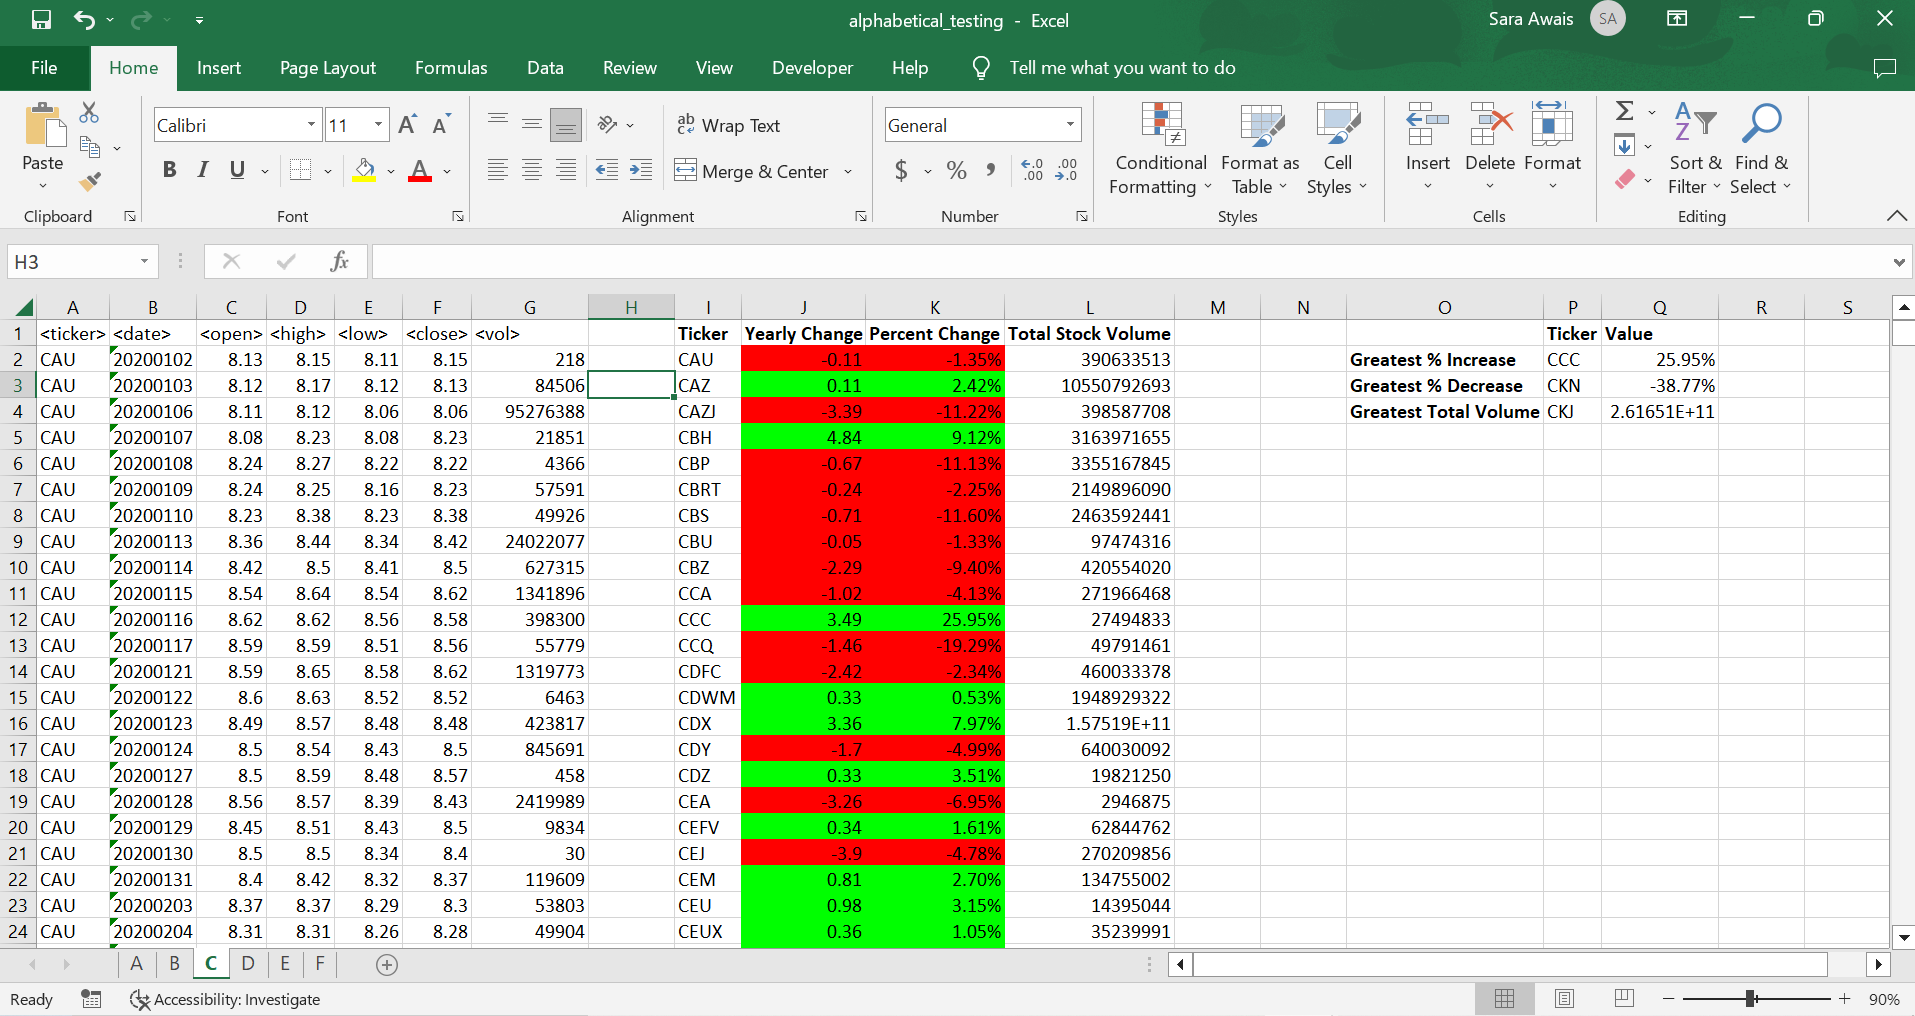 alphabetical_testing - Excel
Sara Awais
SA
File Home Insert Page Layout Formulas Data Review View Developer Help Tell me what you want to do
Paste
Clipboard
Calibri 11
B I U
Font
Wrap Text
Merge & Center
Alignment
General
$ % ,
Number
Conditional Formatting
Format as Table
Cell Styles
Styles
Insert Delete Format
Cells
Sort & Filter
Find & Select
Editing
H3
fx
A B C D E F G H I J K L M N O P Q R S
1 <ticker> <date> <open> <high> <low> <close> <vol> Ticker Yearly Change Percent Change Total Stock Volume Ticker Value
2 CAU 20200102 8.13 8.15 8.11 8.15 218 CAU -0.11 -1.35% 390633513 Greatest % Increase CCC 25.95%
3 CAU 20200103 8.12 8.17 8.12 8.13 84506 CAZ 0.11 2.42% 10550792693 Greatest % Decrease CKN -38.77%
4 CAU 20200106 8.11 8.12 8.06 8.06 95276388 CAZJ -3.39 -11.22% 398587708 Greatest Total Volume CKJ 2.61651E+11
5 CAU 20200107 8.08 8.23 8.08 8.23 21851 CBH 4.84 9.12% 3163971655
6 CAU 20200108 8.24 8.27 8.22 8.22 4366 CBP -0.67 -11.13% 3355167845
7 CAU 20200109 8.24 8.25 8.16 8.23 57591 CBRT -0.24 -2.25% 2149896090
8 CAU 20200110 8.23 8.38 8.23 8.38 49926 CBS -0.71 -11.60% 2463592441
9 CAU 20200113 8.36 8.44 8.34 8.42 24022077 CBU -0.05 -1.33% 97474316
10 CAU 20200114 8.42 8.5 8.41 8.5 627315 CBZ -2.29 -9.40% 420554020
11 CAU 20200115 8.54 8.64 8.54 8.62 1341896 CCA -1.02 -4.13% 271966468
12 CAU 20200116 8.62 8.62 8.56 8.58 398300 CCC 3.49 25.95% 27494833
13 CAU 20200117 8.59 8.59 8.51 8.56 55779 CCQ -1.46 -19.29% 49791461
14 CAU 20200121 8.59 8.65 8.58 8.62 1319773 CDFC -2.42 -2.34% 460033378
15 CAU 20200122 8.6 8.63 8.52 8.52 6463 CDWM 0.33 0.53% 1948929322
16 CAU 20200123 8.49 8.57 8.48 8.48 423817 CDX 3.36 7.97% 1.57519E+11
17 CAU 20200124 8.5 8.54 8.43 8.5 845691 CDY -1.7 -4.99% 640030092
18 CAU 20200127 8.5 8.59 8.48 8.57 458 CDZ 0.33 3.51% 19821250
19 CAU 20200128 8.56 8.57 8.39 8.43 2419989 CEA -3.26 -6.95% 2946875
20 CAU 20200129 8.45 8.51 8.43 8.5 9834 CEFV 0.34 1.61% 62844762
21 CAU 20200130 8.5 8.5 8.34 8.4 30 CEJ -3.9 -4.78% 270209856
22 CAU 20200131 8.4 8.42 8.32 8.37 119609 CEM 0.81 2.70% 134755002
23 CAU 20200203 8.37 8.37 8.29 8.3 53803 CEU 0.98 3.15% 14395044
24 CAU 20200204 8.31 8.31 8.26 8.28 49904 CEUX 0.36 1.05% 35239991
A B C D E F
Ready Accessibility: Investigate 90%